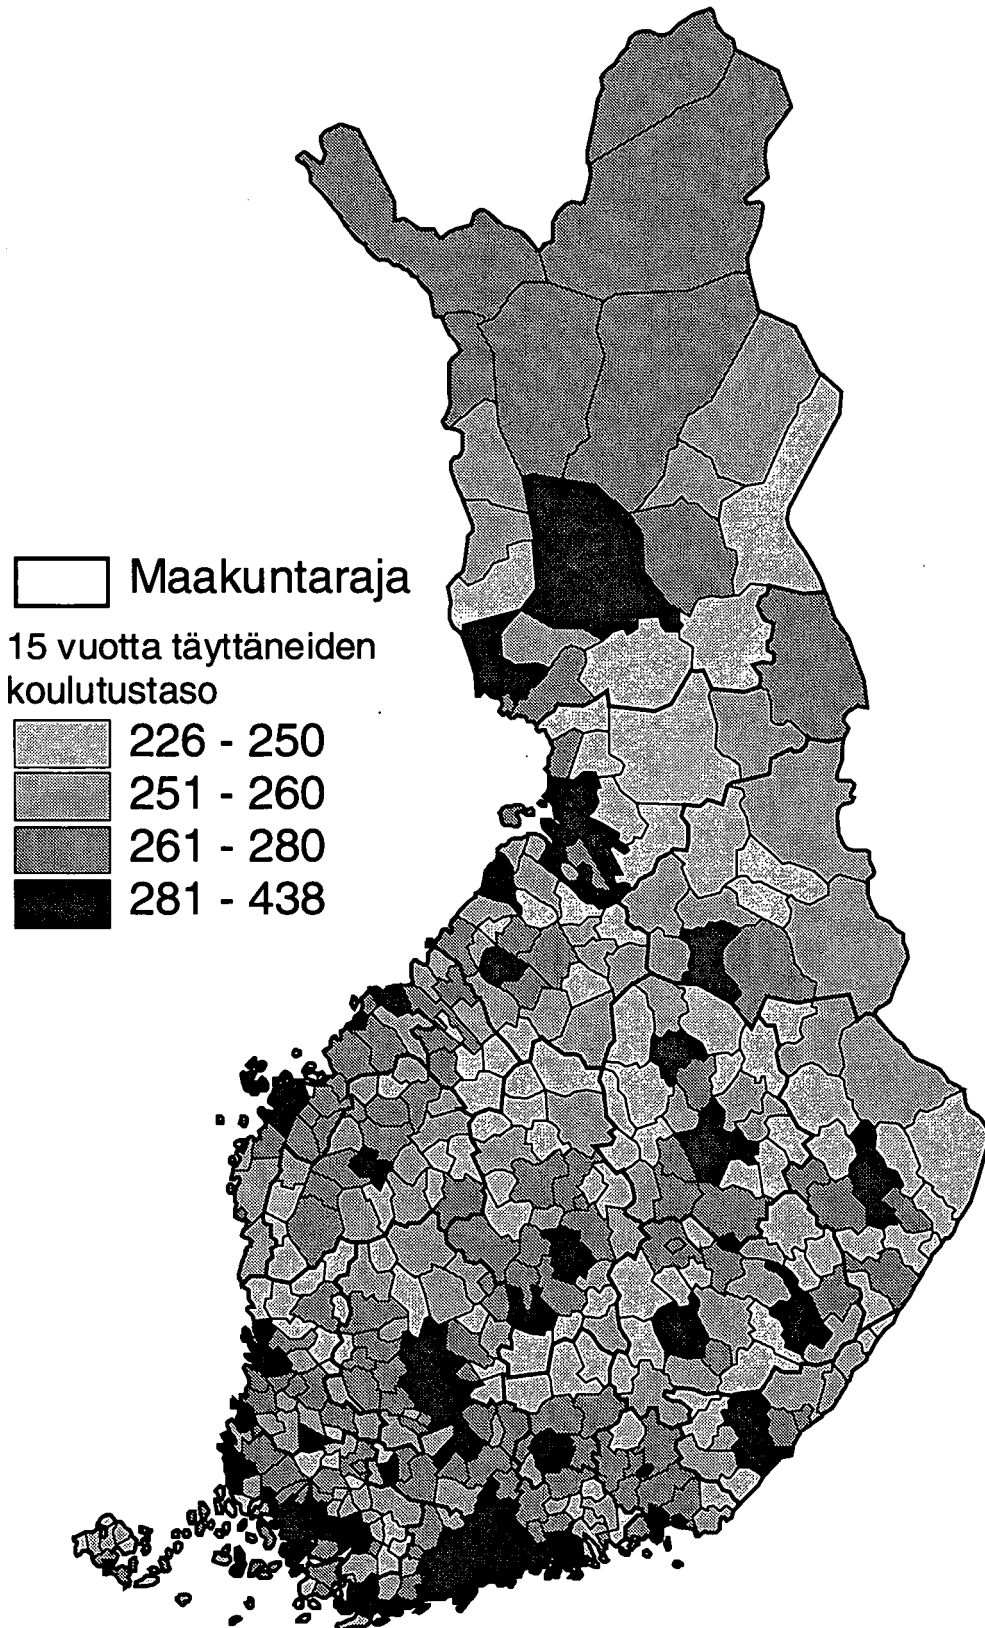 Maakuntaraja
15 vuotta täyttäneiden
koulutustaso
226 - 250
251 - 260
261 - 280
281 - 438